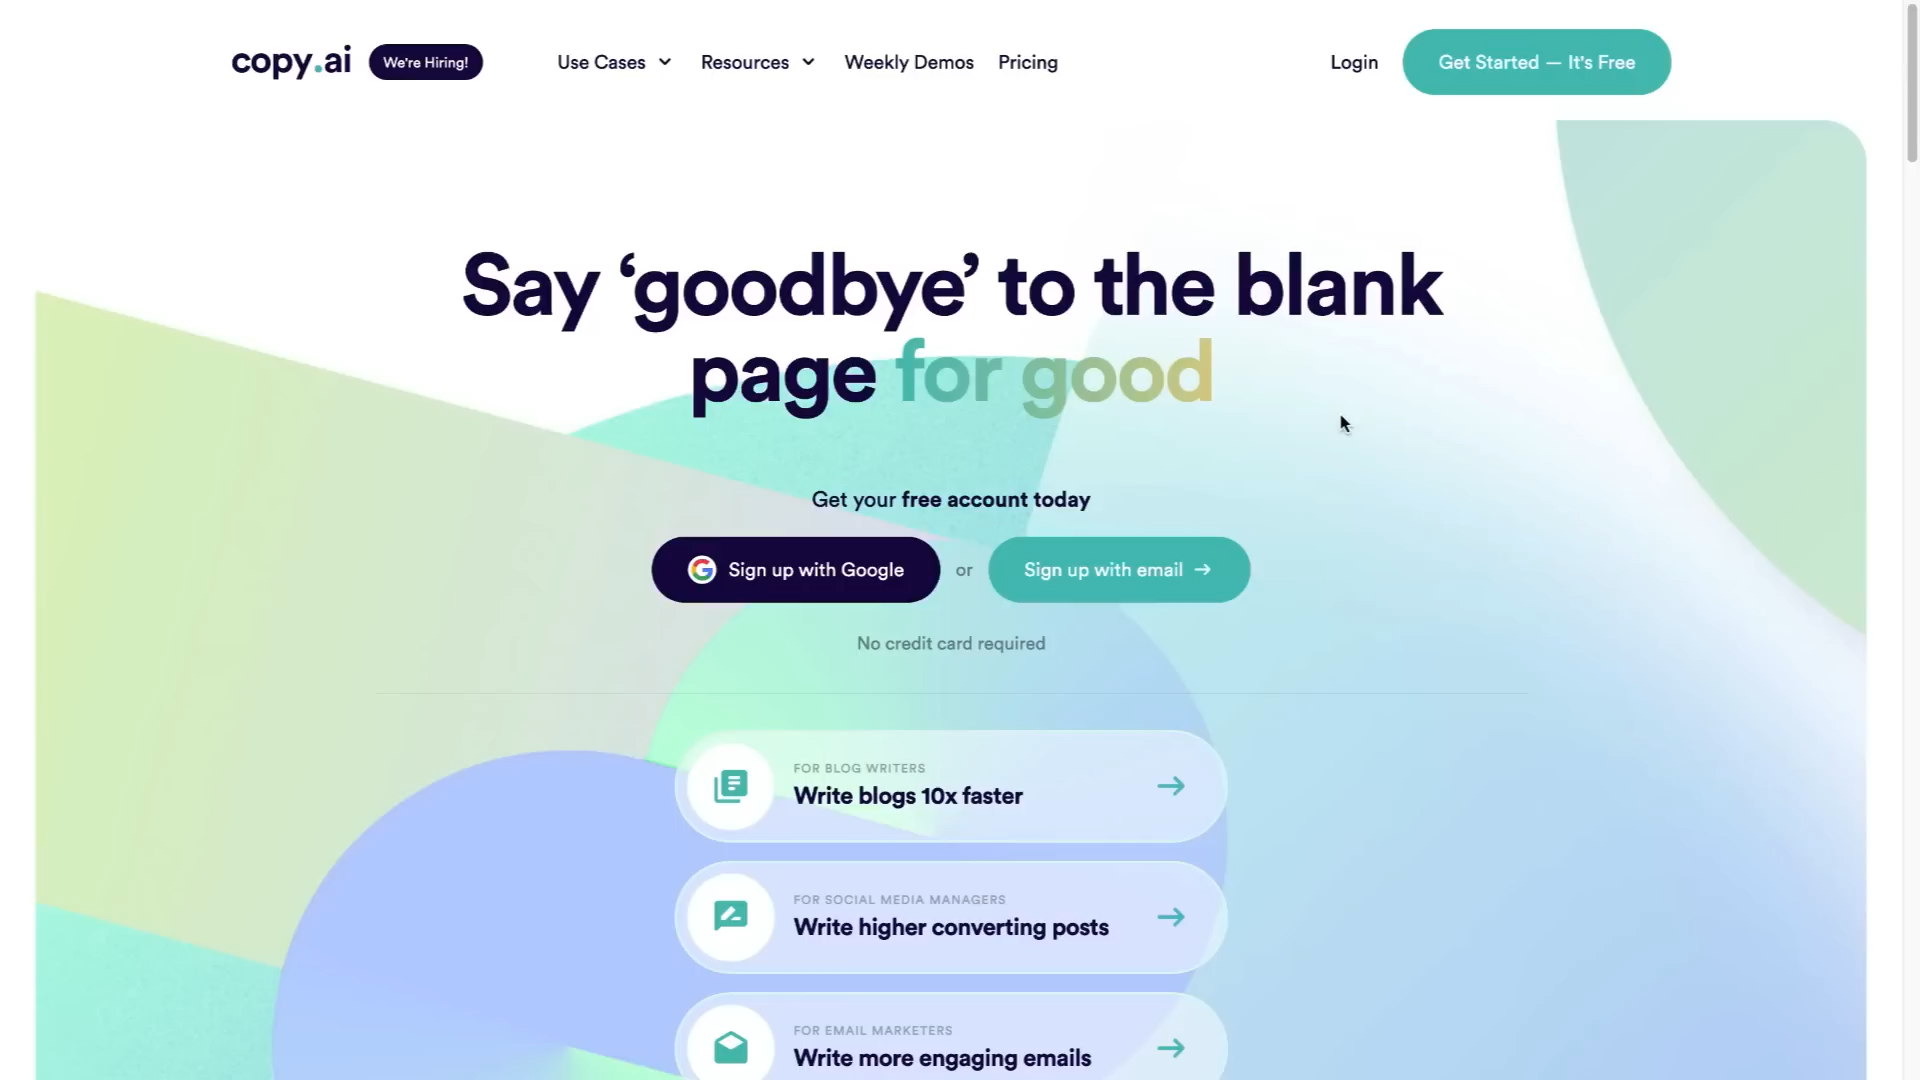 copy.ai We're Hiring! Use Cases Resources Weekly Demos Pricing Login Get Started — It's Free
Say ‘goodbye’ to the blank
page for good
Get your free account today
Sign up with Google or Sign up with email →
No credit card required
FOR BLOG WRITERS
Write blogs 10x faster
FOR SOCIAL MEDIA MANAGERS
Write higher converting posts
FOR EMAIL MARKETERS
Write more engaging emails